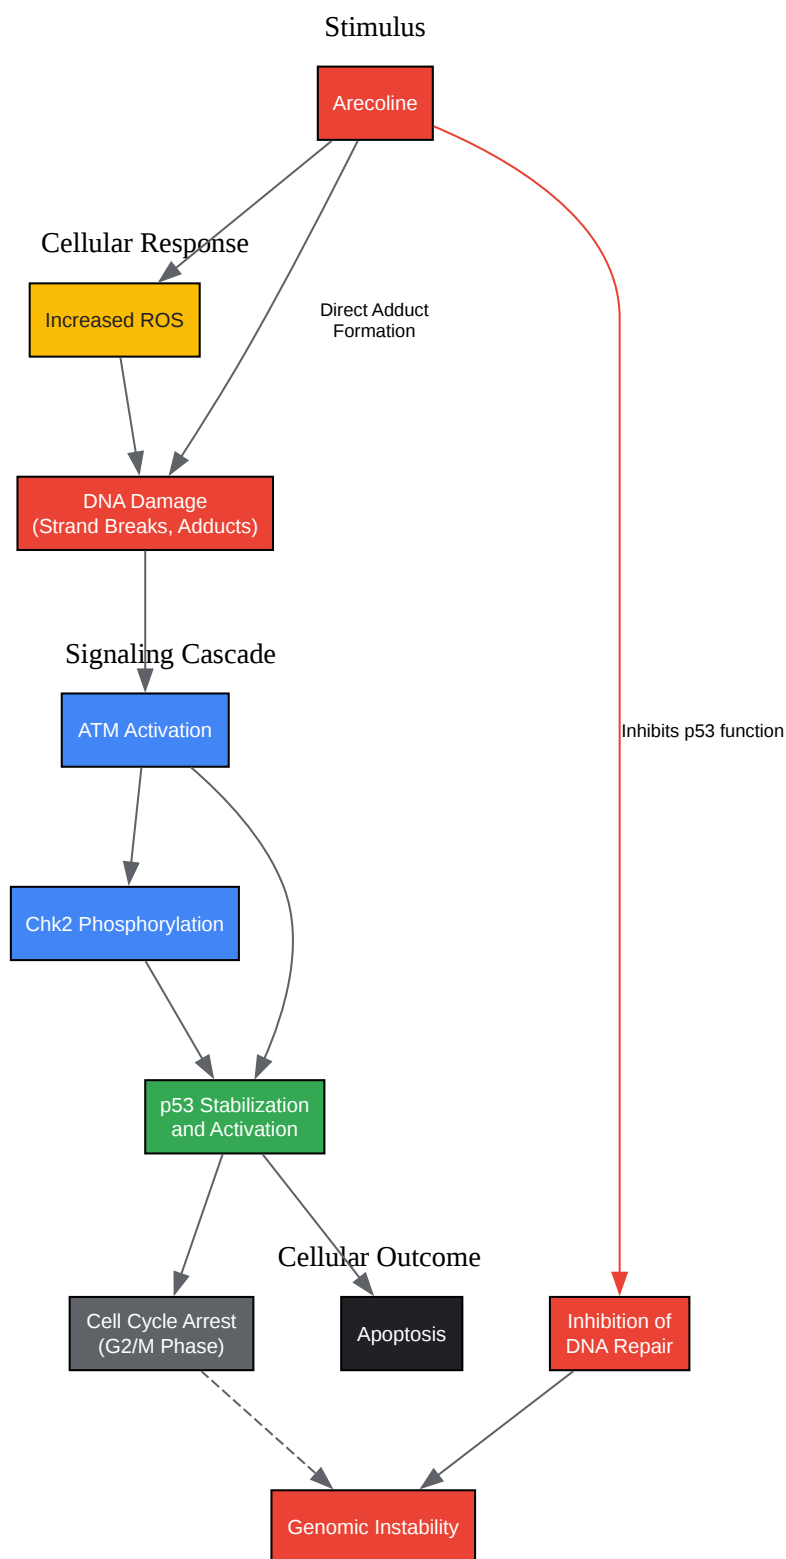 Stimulus
Arecoline
Cellular Response
Increased ROS
Direct Adduct
Formation
DNA Damage
(Strand Breaks, Adducts)
Signaling Cascade
ATM Activation
Inhibits p53 function
Chk2 Phosphorylation
p53 Stabilization
and Activation
Cellular Outcome
Cell Cycle Arrest
(G2/M Phase)
Apoptosis
Inhibition of
DNA Repair
Genomic Instability